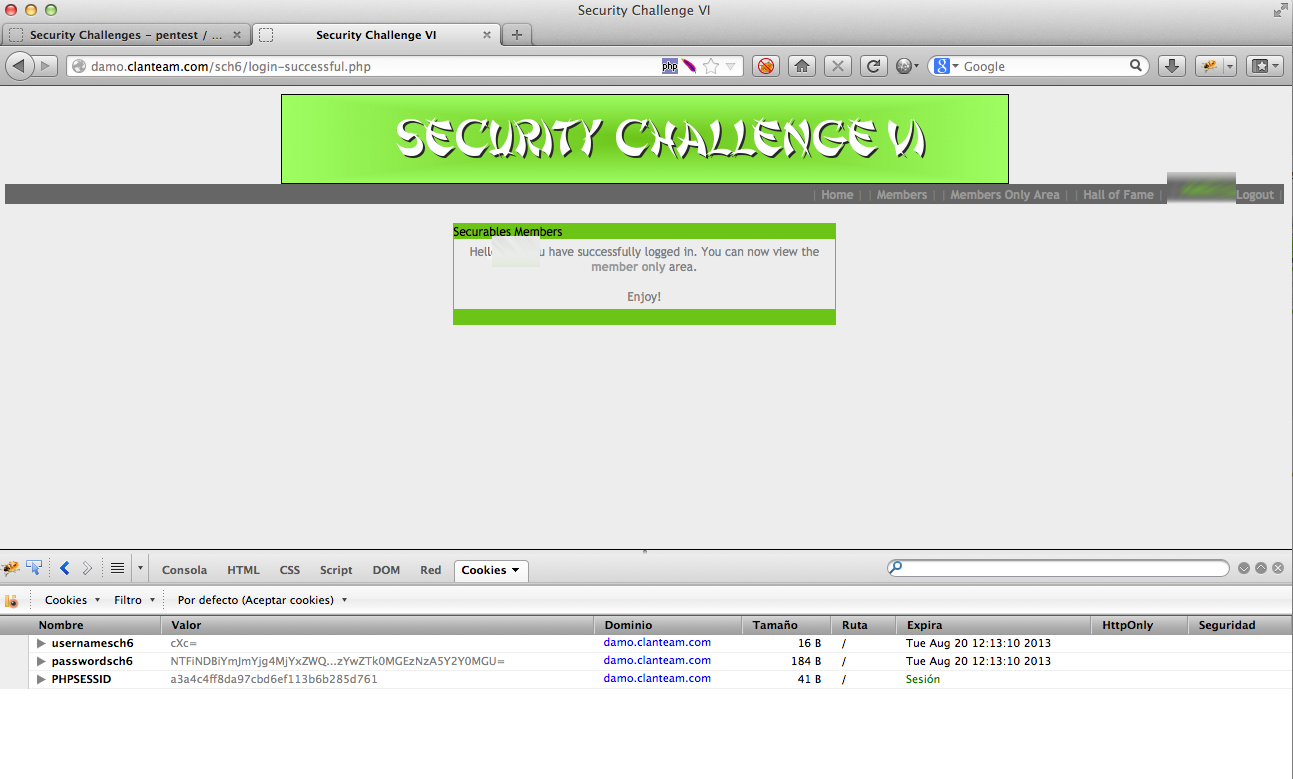 Security Challenge VI
Security Challenges - pentest / ...
Security Challenge VI
damo.clanteam.com/sch6/login-successful.php
php
Google
SECURITY CHALLENGE VI
| Home | | Members | | Members Only Area | | Hall of Fame | Logout |
Securables Members
have successfully logged in. You can now view the
member only area.
Enjoy!
Consola HTML CSS Script DOM Red Cookies
Cookies Filtro Por defecto (Aceptar cookies)
Nombre Valor Dominio Tamaño Ruta Expira HttpOnly Seguridad
usernamesch6 cXc= damo.clanteam.com 16 B / Tue Aug 20 12:13:10 2013
passwordsch6 NTFiNDBiYmJmYjg4MjYxZWQ...zYwZTk0MGEzNzA5Y2Y0MGU= damo.clanteam.com 184 B / Tue Aug 20 12:13:10 2013
PHPSESSID a3a4c4ff8da97cbd6ef113b6b285d761 damo.clanteam.com 41 B / Sesión